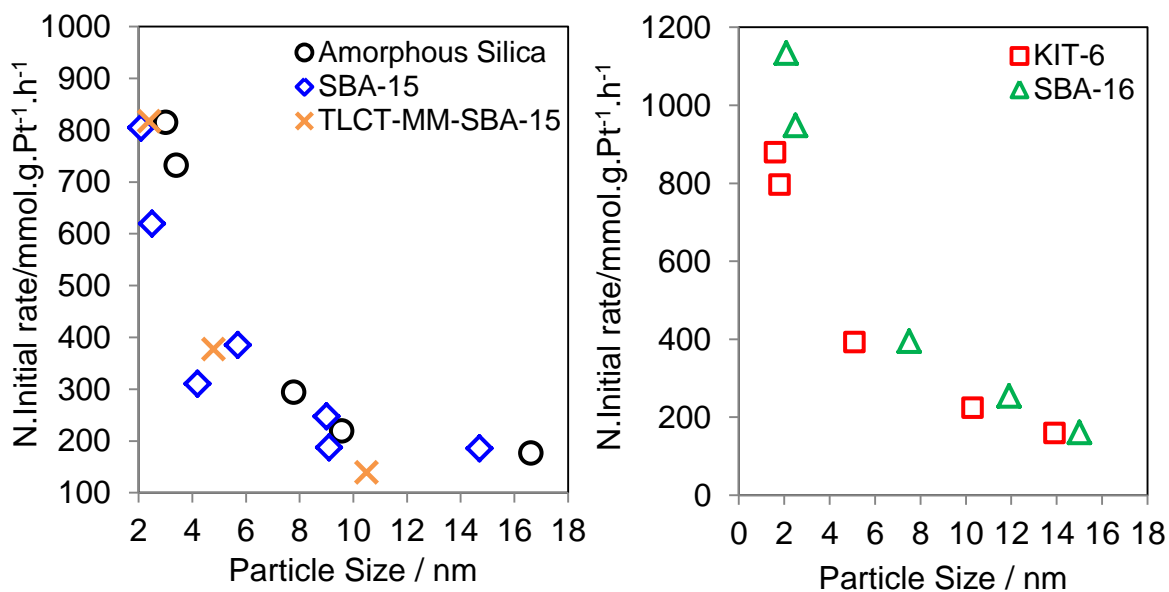 1000
900
800
700
600
500
400
300
200
100
2 4 6 8 10 12 14 16 18
N.Initial rate/mmol.g.Pt⁻¹.h⁻¹
Particle Size / nm
Amorphous Silica
SBA-15
TLCT-MM-SBA-15
1200
1000
800
600
400
200
0
0 2 4 6 8 10 12 14 16 18
N.Initial rate/mmol.g.Pt⁻¹.h⁻¹
Particle Size / nm
KIT-6
SBA-16